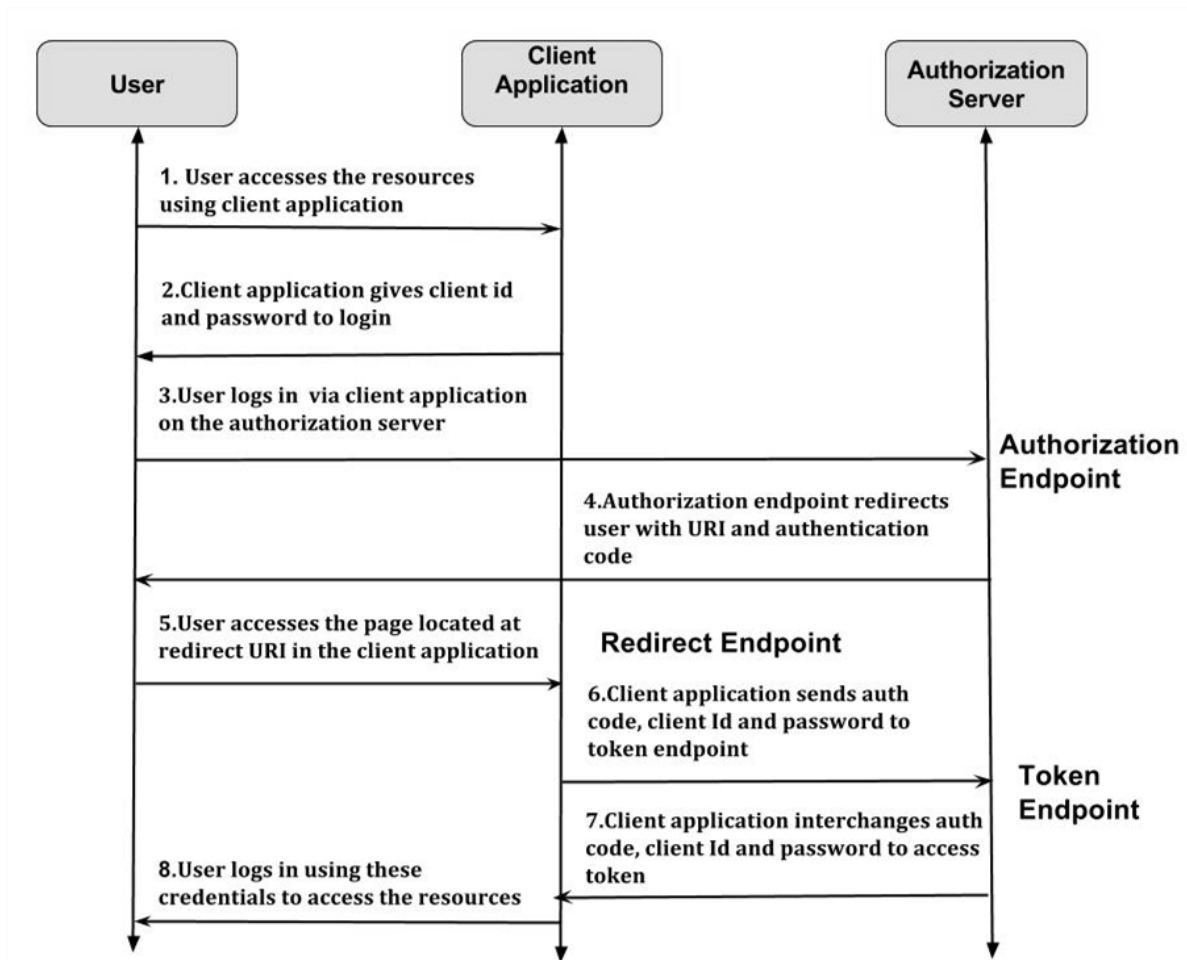 User
Client
Application
Authorization
Server
1. User accesses the resources
using client application
2.Client application gives client id
and password to login
3.User logs in via client application
on the authorization server
Authorization
Endpoint
4.Authorization endpoint redirects
user with URI and authentication
code
5.User accesses the page located at
redirect URI in the client application
Redirect Endpoint
6.Client application sends auth
code, client Id and password to
token endpoint
Token
Endpoint
7.Client application interchanges auth
code, client Id and password to access
token
8.User logs in using these
credentials to access the resources